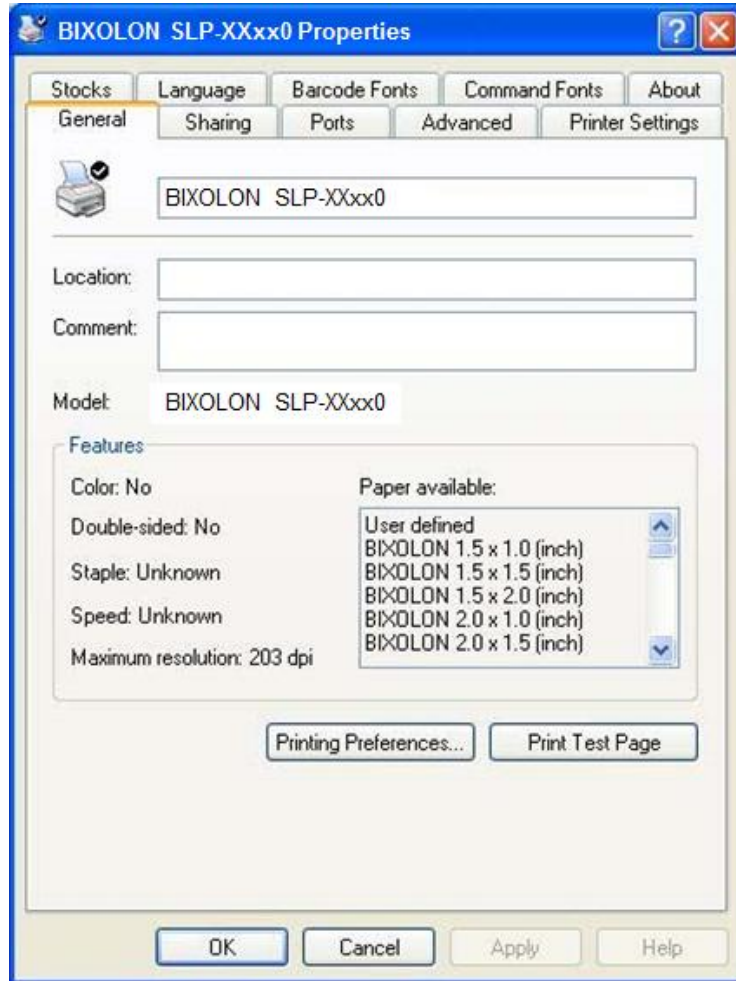 BIXOLON SLP-XXxx0 Properties
Stocks Language Barcode Fonts Command Fonts About
General Sharing Ports Advanced Printer Settings
BIXOLON SLP-XXxx0
Location:
Comment:
Model: BIXOLON SLP-XXxx0
Features
Color: No
Double-sided: No
Staple: Unknown
Speed: Unknown
Maximum resolution: 203 dpi
Paper available:
User defined
BIXOLON 1.5 x 1.0 (inch)
BIXOLON 1.5 x 1.5 (inch)
BIXOLON 1.5 x 2.0 (inch)
BIXOLON 2.0 x 1.0 (inch)
BIXOLON 2.0 x 1.5 (inch)
Printing Preferences... Print Test Page
OK Cancel Apply Help